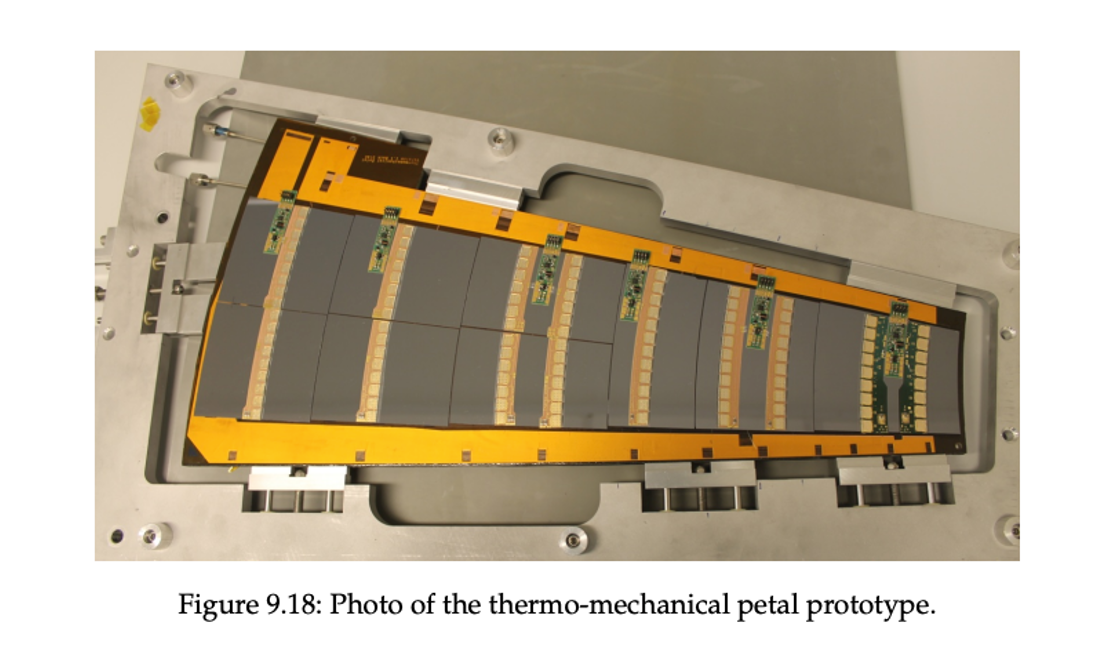 Figure 9.18: Photo of the thermo-mechanical petal prototype.